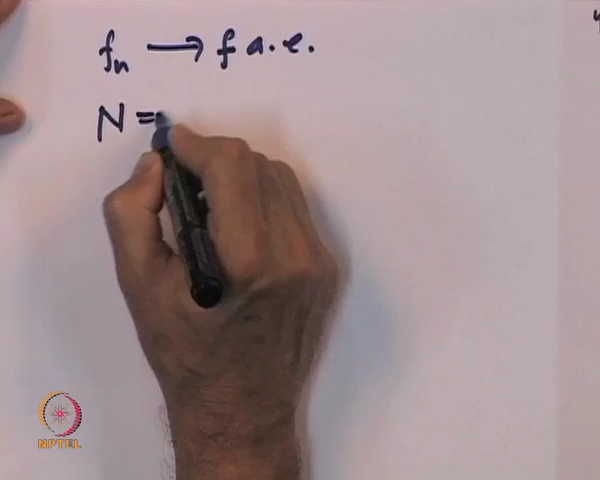 fₙ → f a.e.
N =
NPTEL